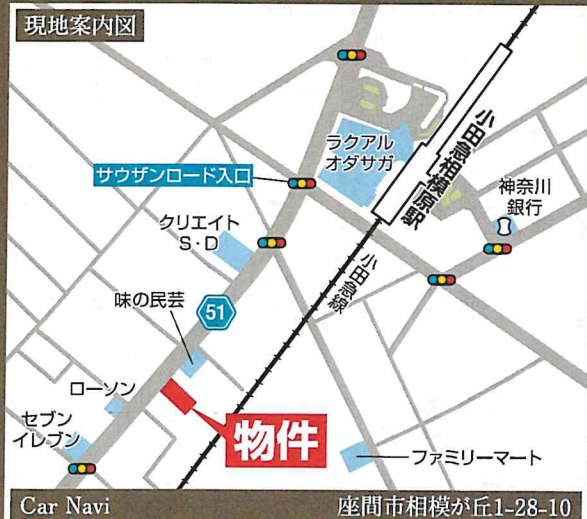 現地案内図
ラクアル
オダサガ
小田急相模原駅
サウザンロード入口
神奈川
銀行
クリエイト
S・D
小田急線
51
味の民芸
ローソン
セブン
イレブン
物件
ファミリーマート
Car Navi
座間市相模が丘1-28-10